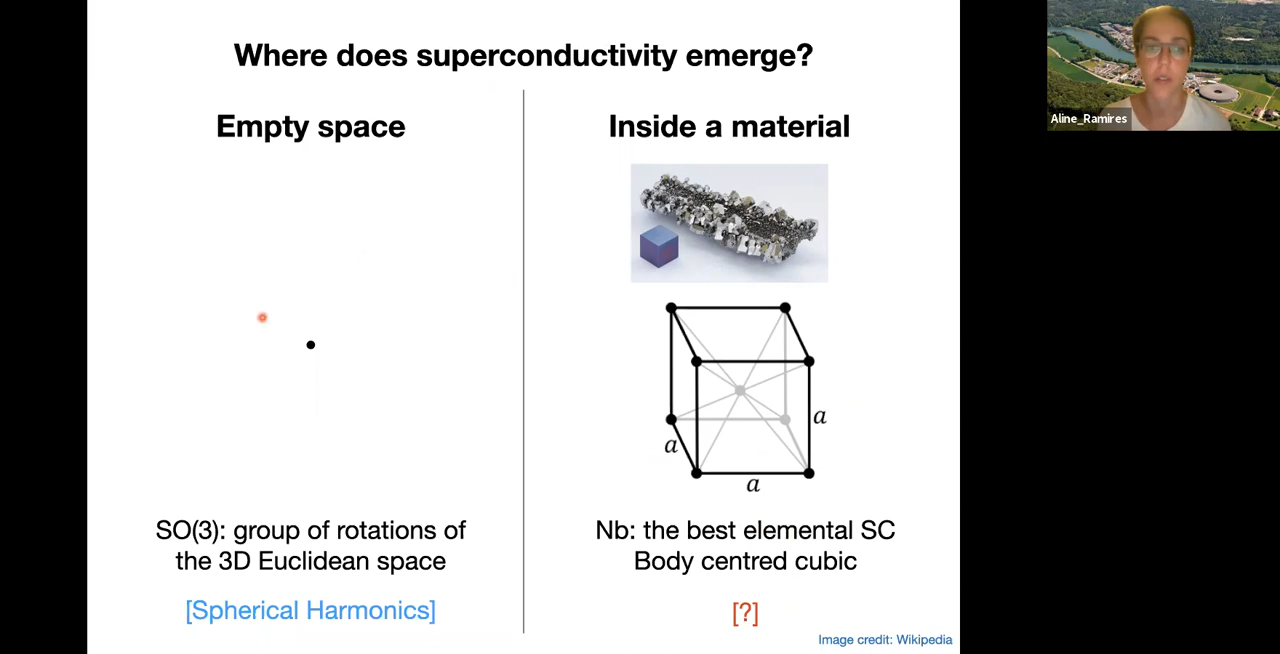 Where does superconductivity emerge?
Empty space
SO(3): group of rotations of
the 3D Euclidean space
[Spherical Harmonics]
Inside a material
a
a
a
Nb: the best elemental SC
Body centred cubic
[?]
Image credit: Wikipedia
Aline_Ramires